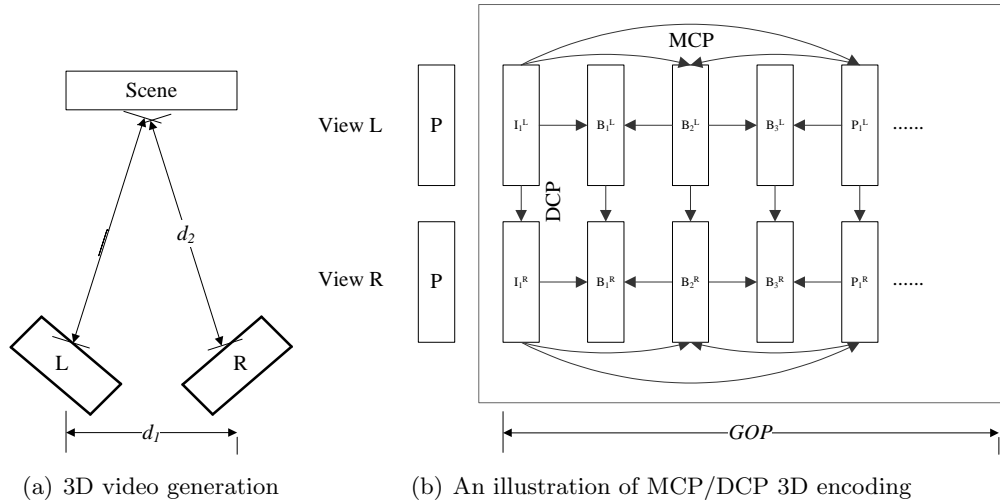 Scene
d₂
L
R
d₁
(a) 3D video generation
MCP
View L
P
I₁ᴸ
B₁ᴸ
B₂ᴸ
B₃ᴸ
P₁ᴸ
......
DCP
View R
P
I₁ᴿ
B₁ᴿ
B₂ᴿ
B₃ᴿ
P₁ᴿ
......
GOP
(b) An illustration of MCP/DCP 3D encoding